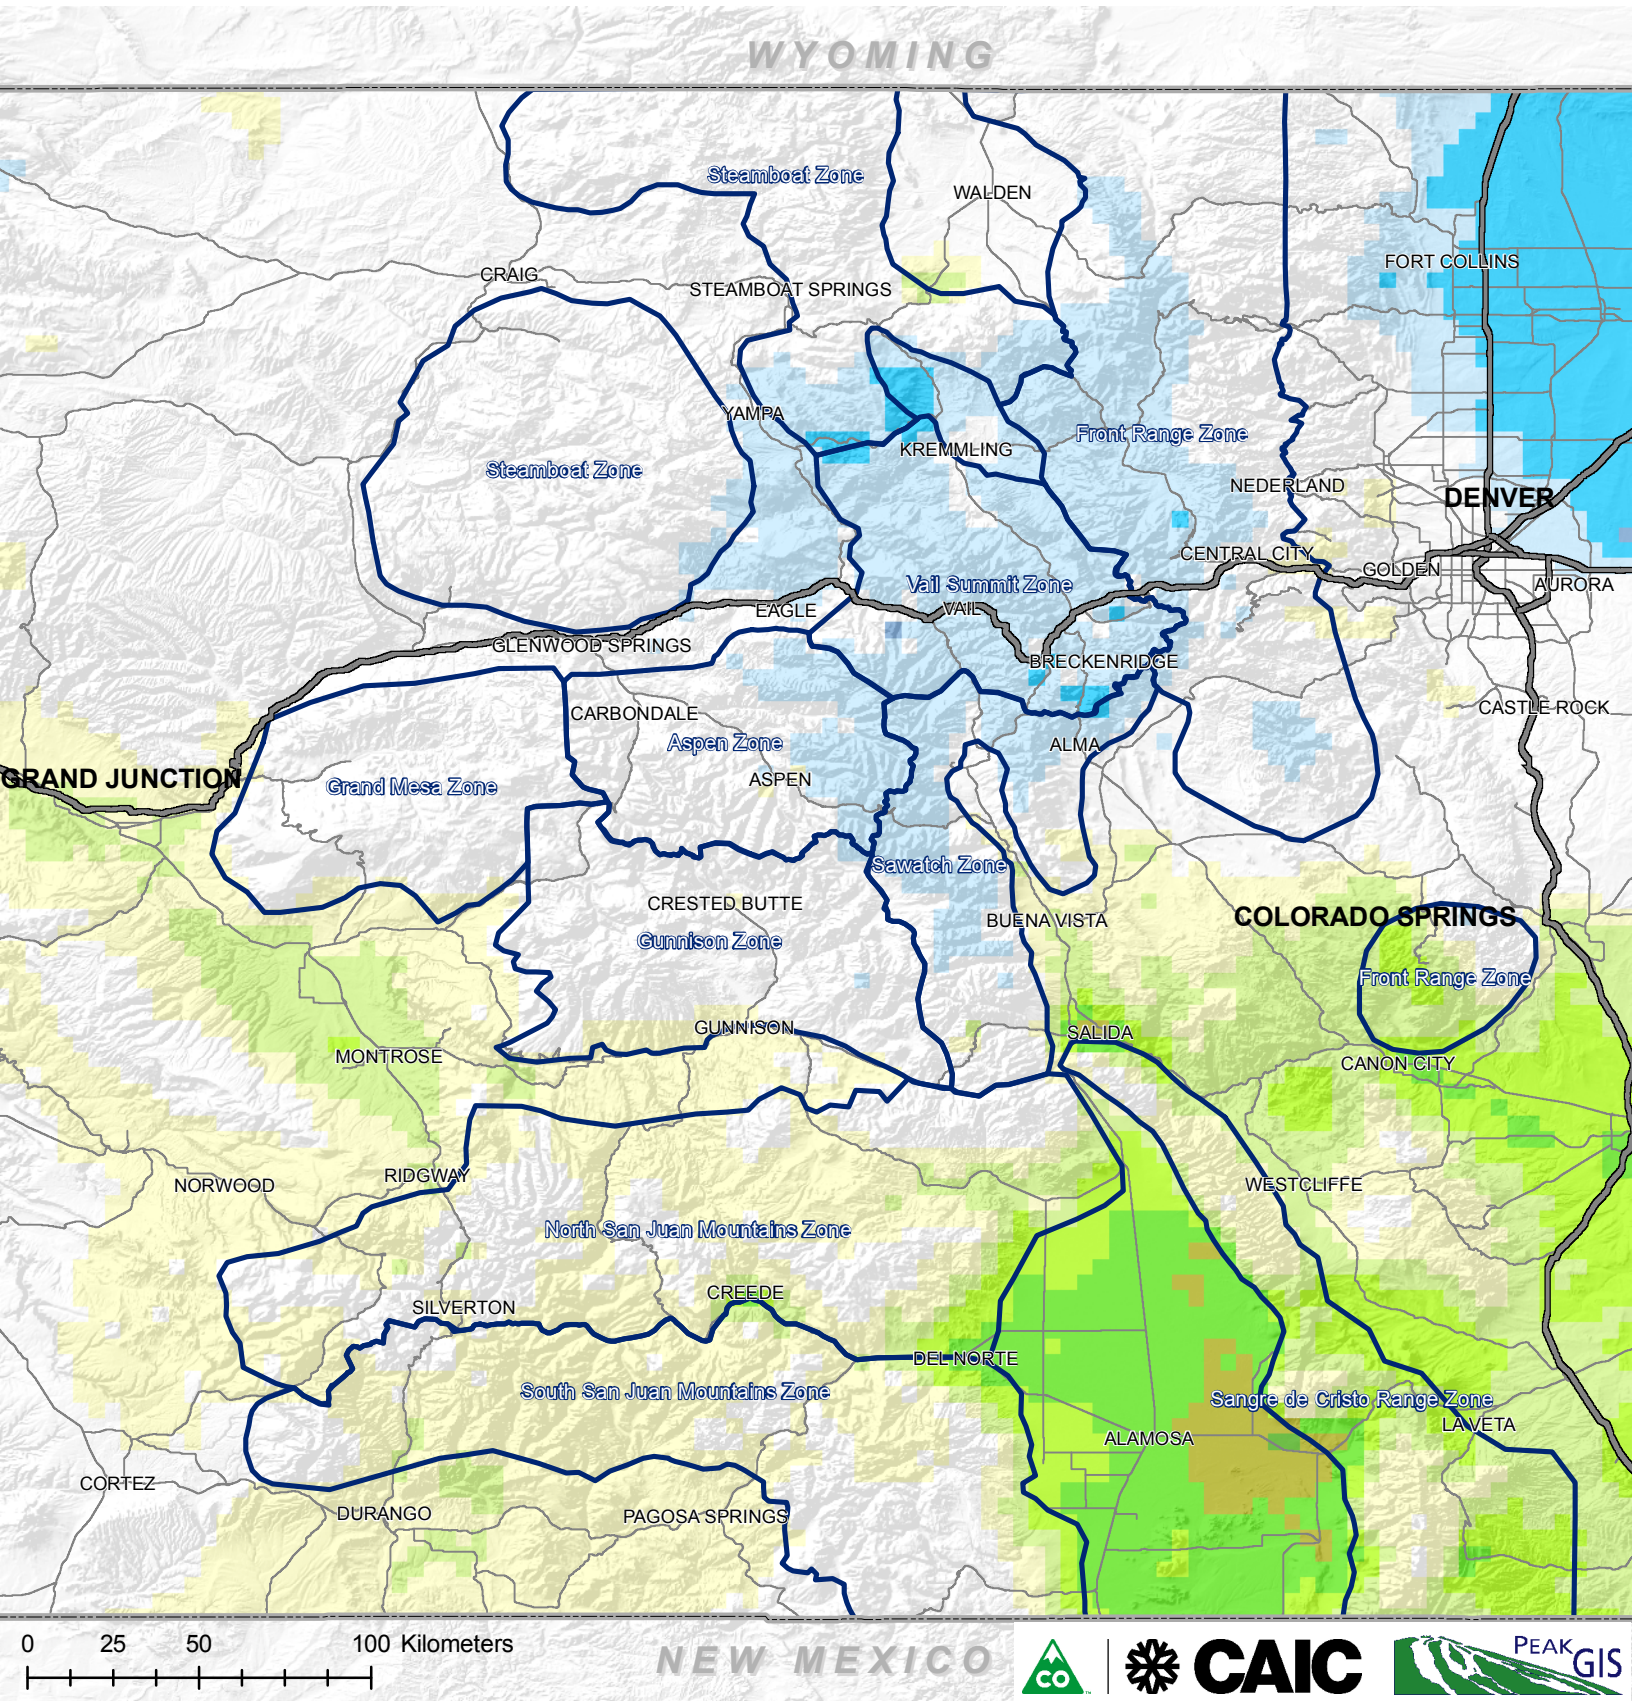 WYOMING
Steamboat Zone
WALDEN
FORT COLLINS
CRAIG
STEAMBOAT SPRINGS
YAMPA
Front Range Zone
KREMMLING
Steamboat Zone
NEDERLAND
DENVER
CENTRAL CITY
GOLDEN
AURORA
Vail Summit Zone
EAGLE
VAIL
GLENWOOD SPRINGS
BRECKENRIDGE
CARBONDALE
CASTLE ROCK
Aspen Zone
ALMA
GRAND JUNCTION
Grand Mesa Zone
ASPEN
Sawatch Zone
CRESTED BUTTE
BUENA VISTA
COLORADO SPRINGS
Gunnison Zone
Front Range Zone
GUNNISON
SALIDA
MONTROSE
CANON CITY
RIDGWAY
NORWOOD
WESTCLIFFE
North San Juan Mountains Zone
CREEDE
SILVERTON
DEL NORTE
South San Juan Mountains Zone
Sangre de Cristo Range Zone
LA VETA
ALAMOSA
CORTEZ
DURANGO
PAGOSA SPRINGS
0 25 50 100 Kilometers
NEW MEXICO
CO
CAIC
PEAK
GIS